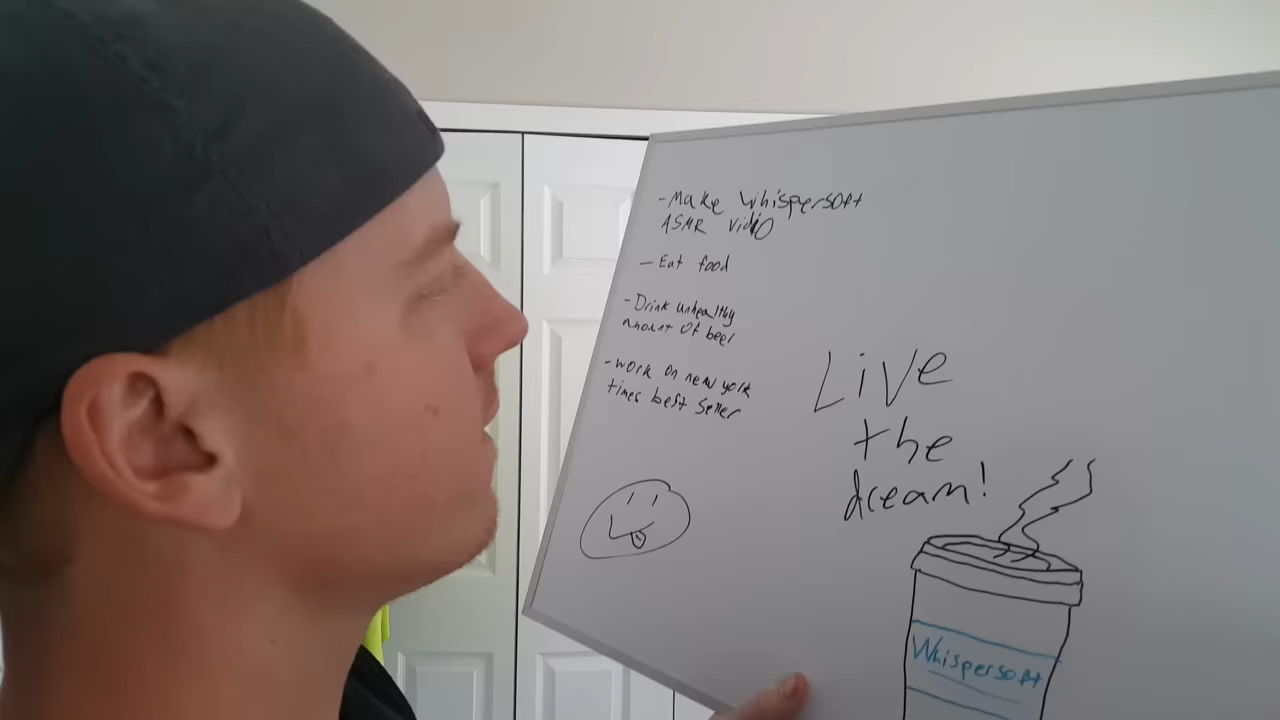 - Make Whispersoft
ASMR vidio
- Eat food
- Drink unhealthy
amount of beer
- work on new york
times best seller
Live
the
dream!
Whispersoft